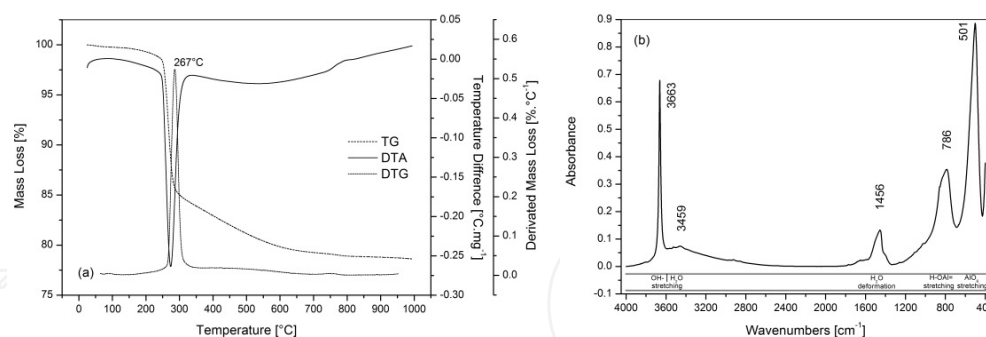 100
95
90
85
80
75
Mass Loss [%]
(a)
267°C
TG
DTA
DTG
0 100 200 300 400 500 600 700 800 900 1000
Temperature [°C]
0.05
0.00
-0.05
-0.10
-0.15
-0.20
-0.25
-0.30
Temperature Diffrence [°C.mg⁻¹]
0.6
0.5
0.4
0.3
0.2
0.1
0.0
Derivated Mass Loss [%.°C⁻¹]
0.9
0.8
0.7
0.6
0.5
0.4
0.3
0.2
0.1
0.0
-0.1
Absorbance
(b)
3663
3459
1456
786
501
OH- | H₂O
stretching
H₂O
deformation
H-OAl=
stretching
AlO
stretching
4000 3600 3200 2800 2400 2000 1600 1200 800 400
Wavenumbers [cm⁻¹]